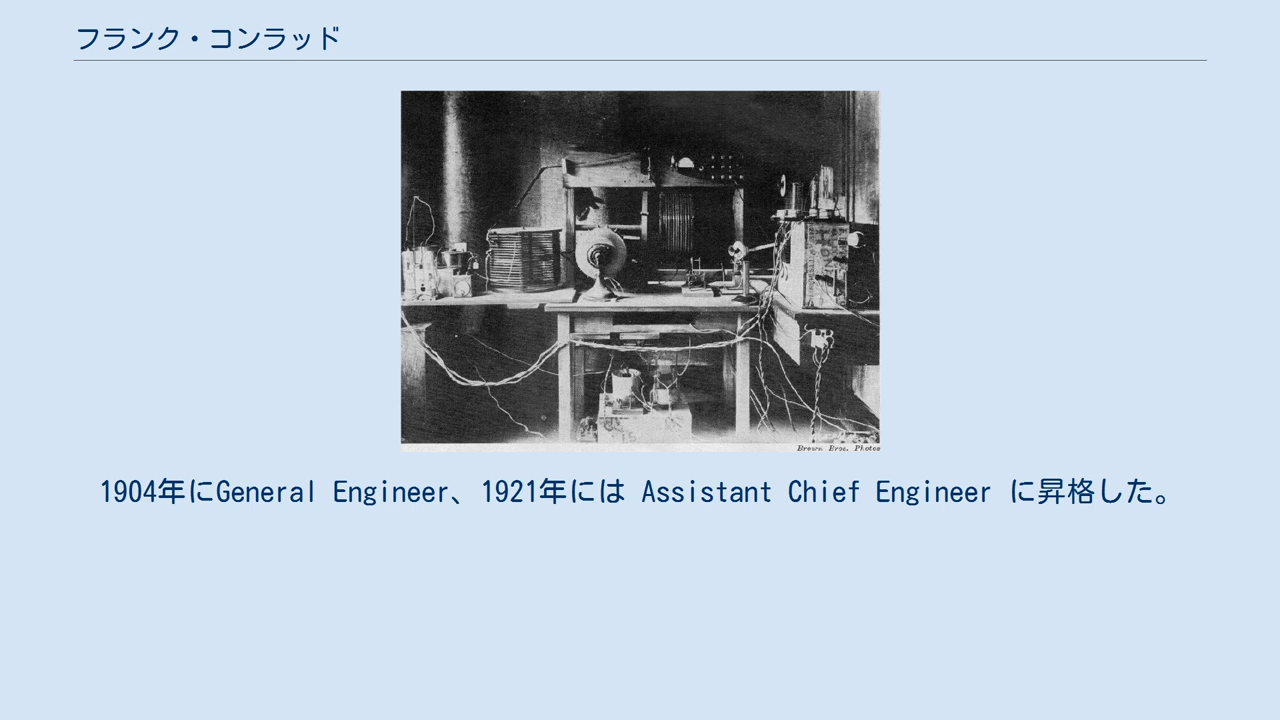 フランク・コンラッド
Brown Bros. Photos
1904年にGeneral Engineer、1921年には Assistant Chief Engineer に昇格した。